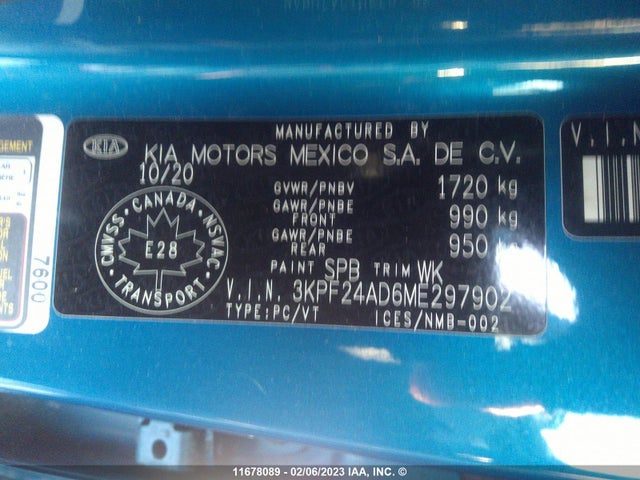 MANUFACTURED BY
KIA KIA MOTORS MEXICO S.A. DE C.V.
10/20
GVWR/PNBV 1720 kg
GAWR/PNBE FRONT 990 kg
GAWR/PNBE REAR 950 kg
CMVSS · CANADA · NSVAC
E28
TRANSPORT
PAINT SPB TRIM WK
V.I.N. 3KPF24AD6ME297902
TYPE:PC/VT ICES/NMB-002
7600
V.I.N
11678089 - 02/06/2023 IAA, INC. ©